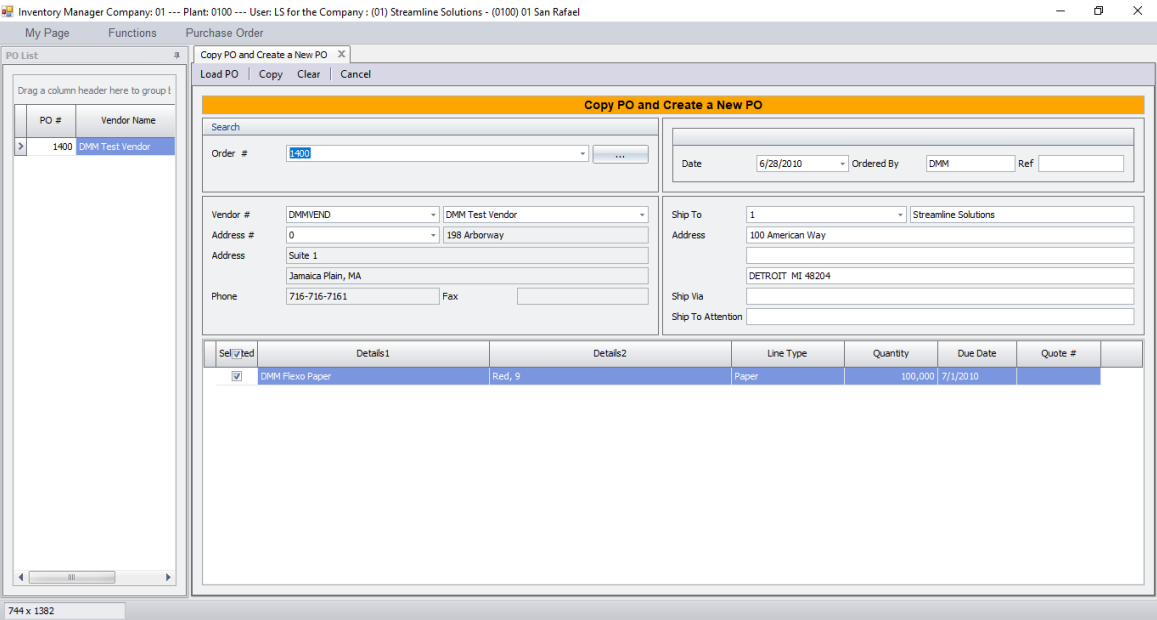 Inventory Manager Company: 01 --- Plant: 0100 --- User: LS for the Company : (01) Streamline Solutions - (0100) 01 San Rafael
My Page Functions Purchase Order
PO List
Drag a column header here to group b
PO # Vendor Name
1400 DMM Test Vendor
Copy PO and Create a New PO
Load PO Copy Clear Cancel
Copy PO and Create a New PO
Search
Order # 1400 ...
Date 6/28/2010 Ordered By DMM Ref
Vendor # DMMVEND DMM Test Vendor
Address # 0 198 Arborway
Address Suite 1
Jamaica Plain, MA
Phone 716-716-7161 Fax
Ship To 1 Streamline Solutions
Address 100 American Way
DETROIT MI 48204
Ship Via
Ship To Attention
Details1 Details2 Line Type Quantity Due Date Quote #
DMM Flexo Paper Red, 9 Paper 100,000 7/1/2010
744 x 1382